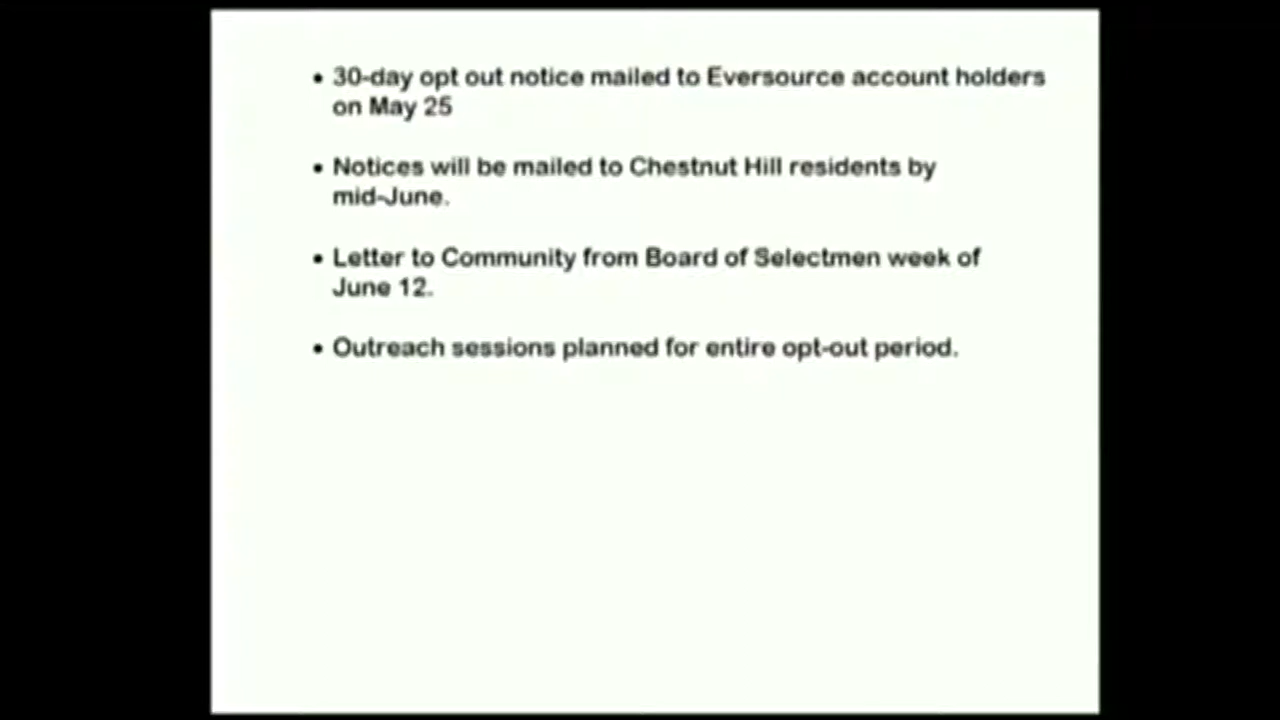 • 30-day opt out notice mailed to Eversource account holders
on May 25
• Notices will be mailed to Chestnut Hill residents by
mid-June.
• Letter to Community from Board of Selectmen week of
June 12.
• Outreach sessions planned for entire opt-out period.